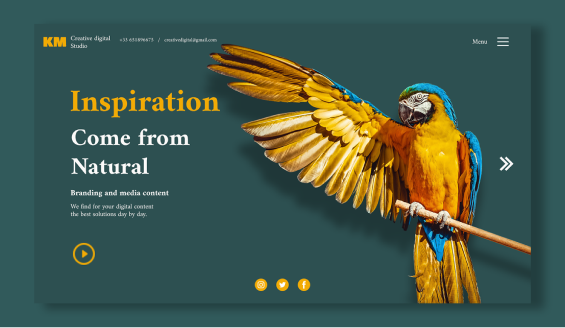 KM
Creative digital
Studio
+33 651896673 / creativedigital@gmail.com
Menu
Inspiration
Come from
Natural
Branding and media content
We find for your digital content
the best solutions day by day.